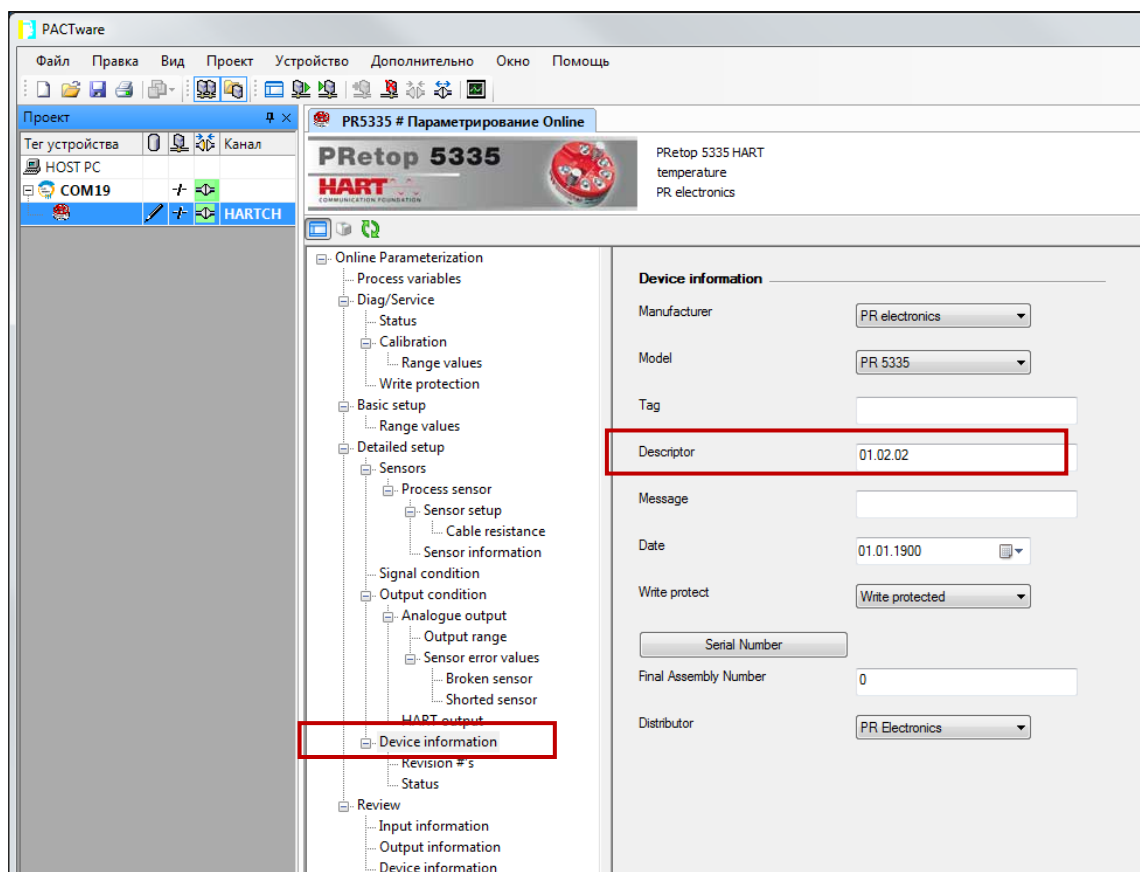 PACTware
Файл Правка Вид Проект Устройство Дополнительно Окно Помощь
Проект
Тег устройства Канал
HOST PC
COM19
HARTCH
PR5335 # Параметрирование Online
PRetop 5335
HART
COMMUNICATION FOUNDATION
PRetop 5335 HART
temperature
PR electronics
Online Parameterization
Process variables
Diag/Service
Status
Calibration
Range values
Write protection
Basic setup
Range values
Detailed setup
Sensors
Process sensor
Sensor setup
Cable resistance
Sensor information
Signal condition
Output condition
Analogue output
Output range
Sensor error values
Broken sensor
Shorted sensor
HART output
Device information
Revision #'s
Status
Review
Input information
Output information
Device information
Device information
Manufacturer PR electronics
Model PR 5335
Tag
Descriptor 01.02.02
Message
Date 01.01.1900
Write protect Write protected
Serial Number
Final Assembly Number 0
Distributor PR Electronics